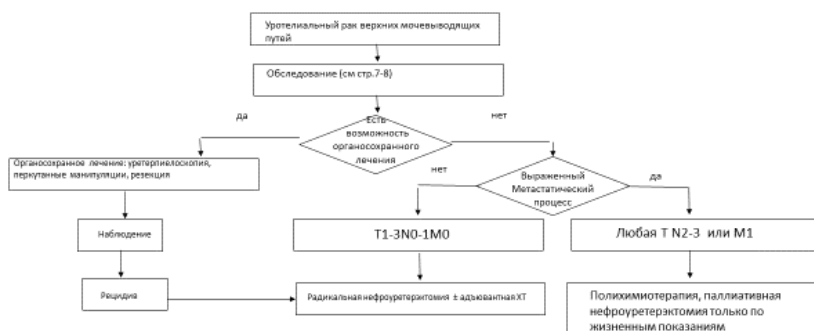 Уротелиальный рак верхних мочевыводящих
путей
Обследование (см стр.7-8)
да
нет
Есть
возможность
органосохранного
лечения
Органосохранное лечение: уретерпиелоскопия,
перкутанные манипуляции, резекция
нет
Выраженный
Метастатический
процесс
да
Наблюдение
T1-3N0-1M0
Любая T N2-3 или M1
Рецидив
Радикальная нефроуретерэктомия ± адъювантная ХТ
Полихимиотерапия, паллиативная
нефроуретерэктомия только по
жизненным показаниям